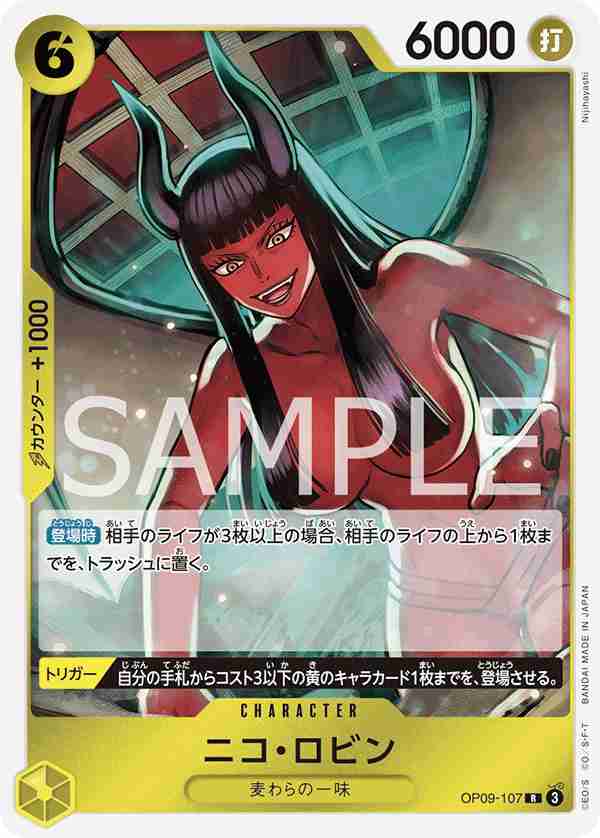 6
6000
打
Nijihayashi
カウンター +1000
SAMPLE
登場時 相手のライフが3枚以上の場合、相手のライフの上から1枚ま
でを、トラッシュに置く。
トリガー 自分の手札からコスト3以下の黄のキャラカード1枚までを、登場させる。
CHARACTER
ニコ・ロビン
麦わらの一味
OP09-107 R 3
©E.O/S ©O/S・F・T BANDAI MADE IN JAPAN